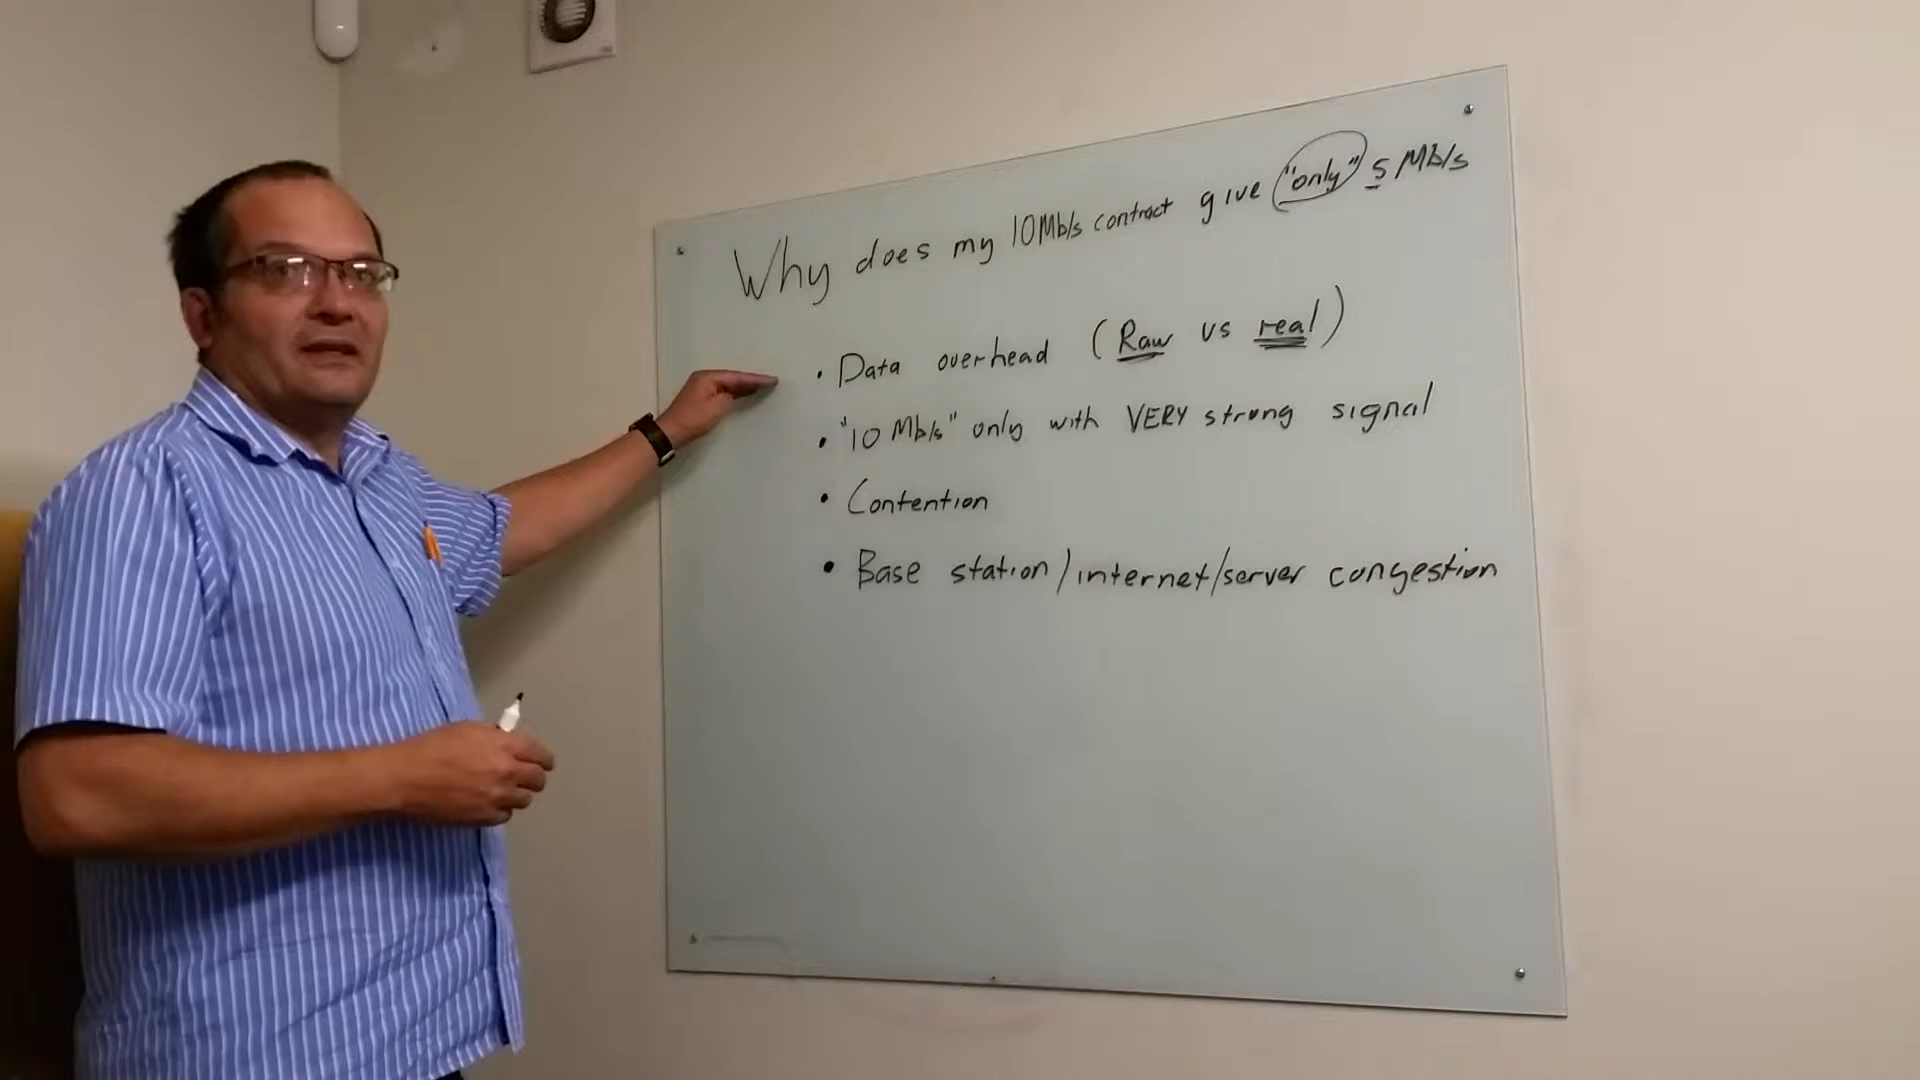 Why does my 10Mb/s contract give "only" 5 Mb/s
• Data overhead (Raw vs real)
• "10 Mb/s" only with VERY strong signal
• Contention
• Base station/internet/server congestion